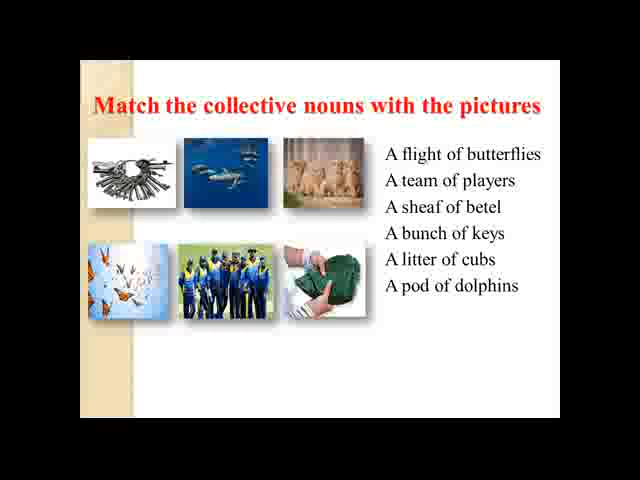 Match the collective nouns with the pictures
A flight of butterflies
A team of players
A sheaf of betel
A bunch of keys
A litter of cubs
A pod of dolphins